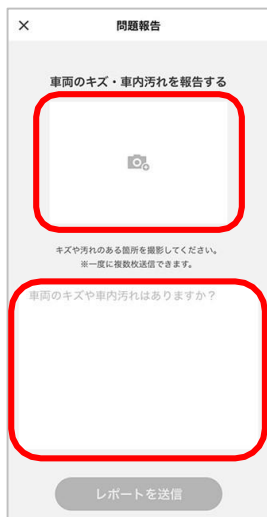 ×
問題報告
車両のキズ・車内汚れを報告する
キズや汚れのある箇所を撮影してください。
※一度に複数枚送信できます。
車両のキズや車内汚れはありますか？
レポートを送信